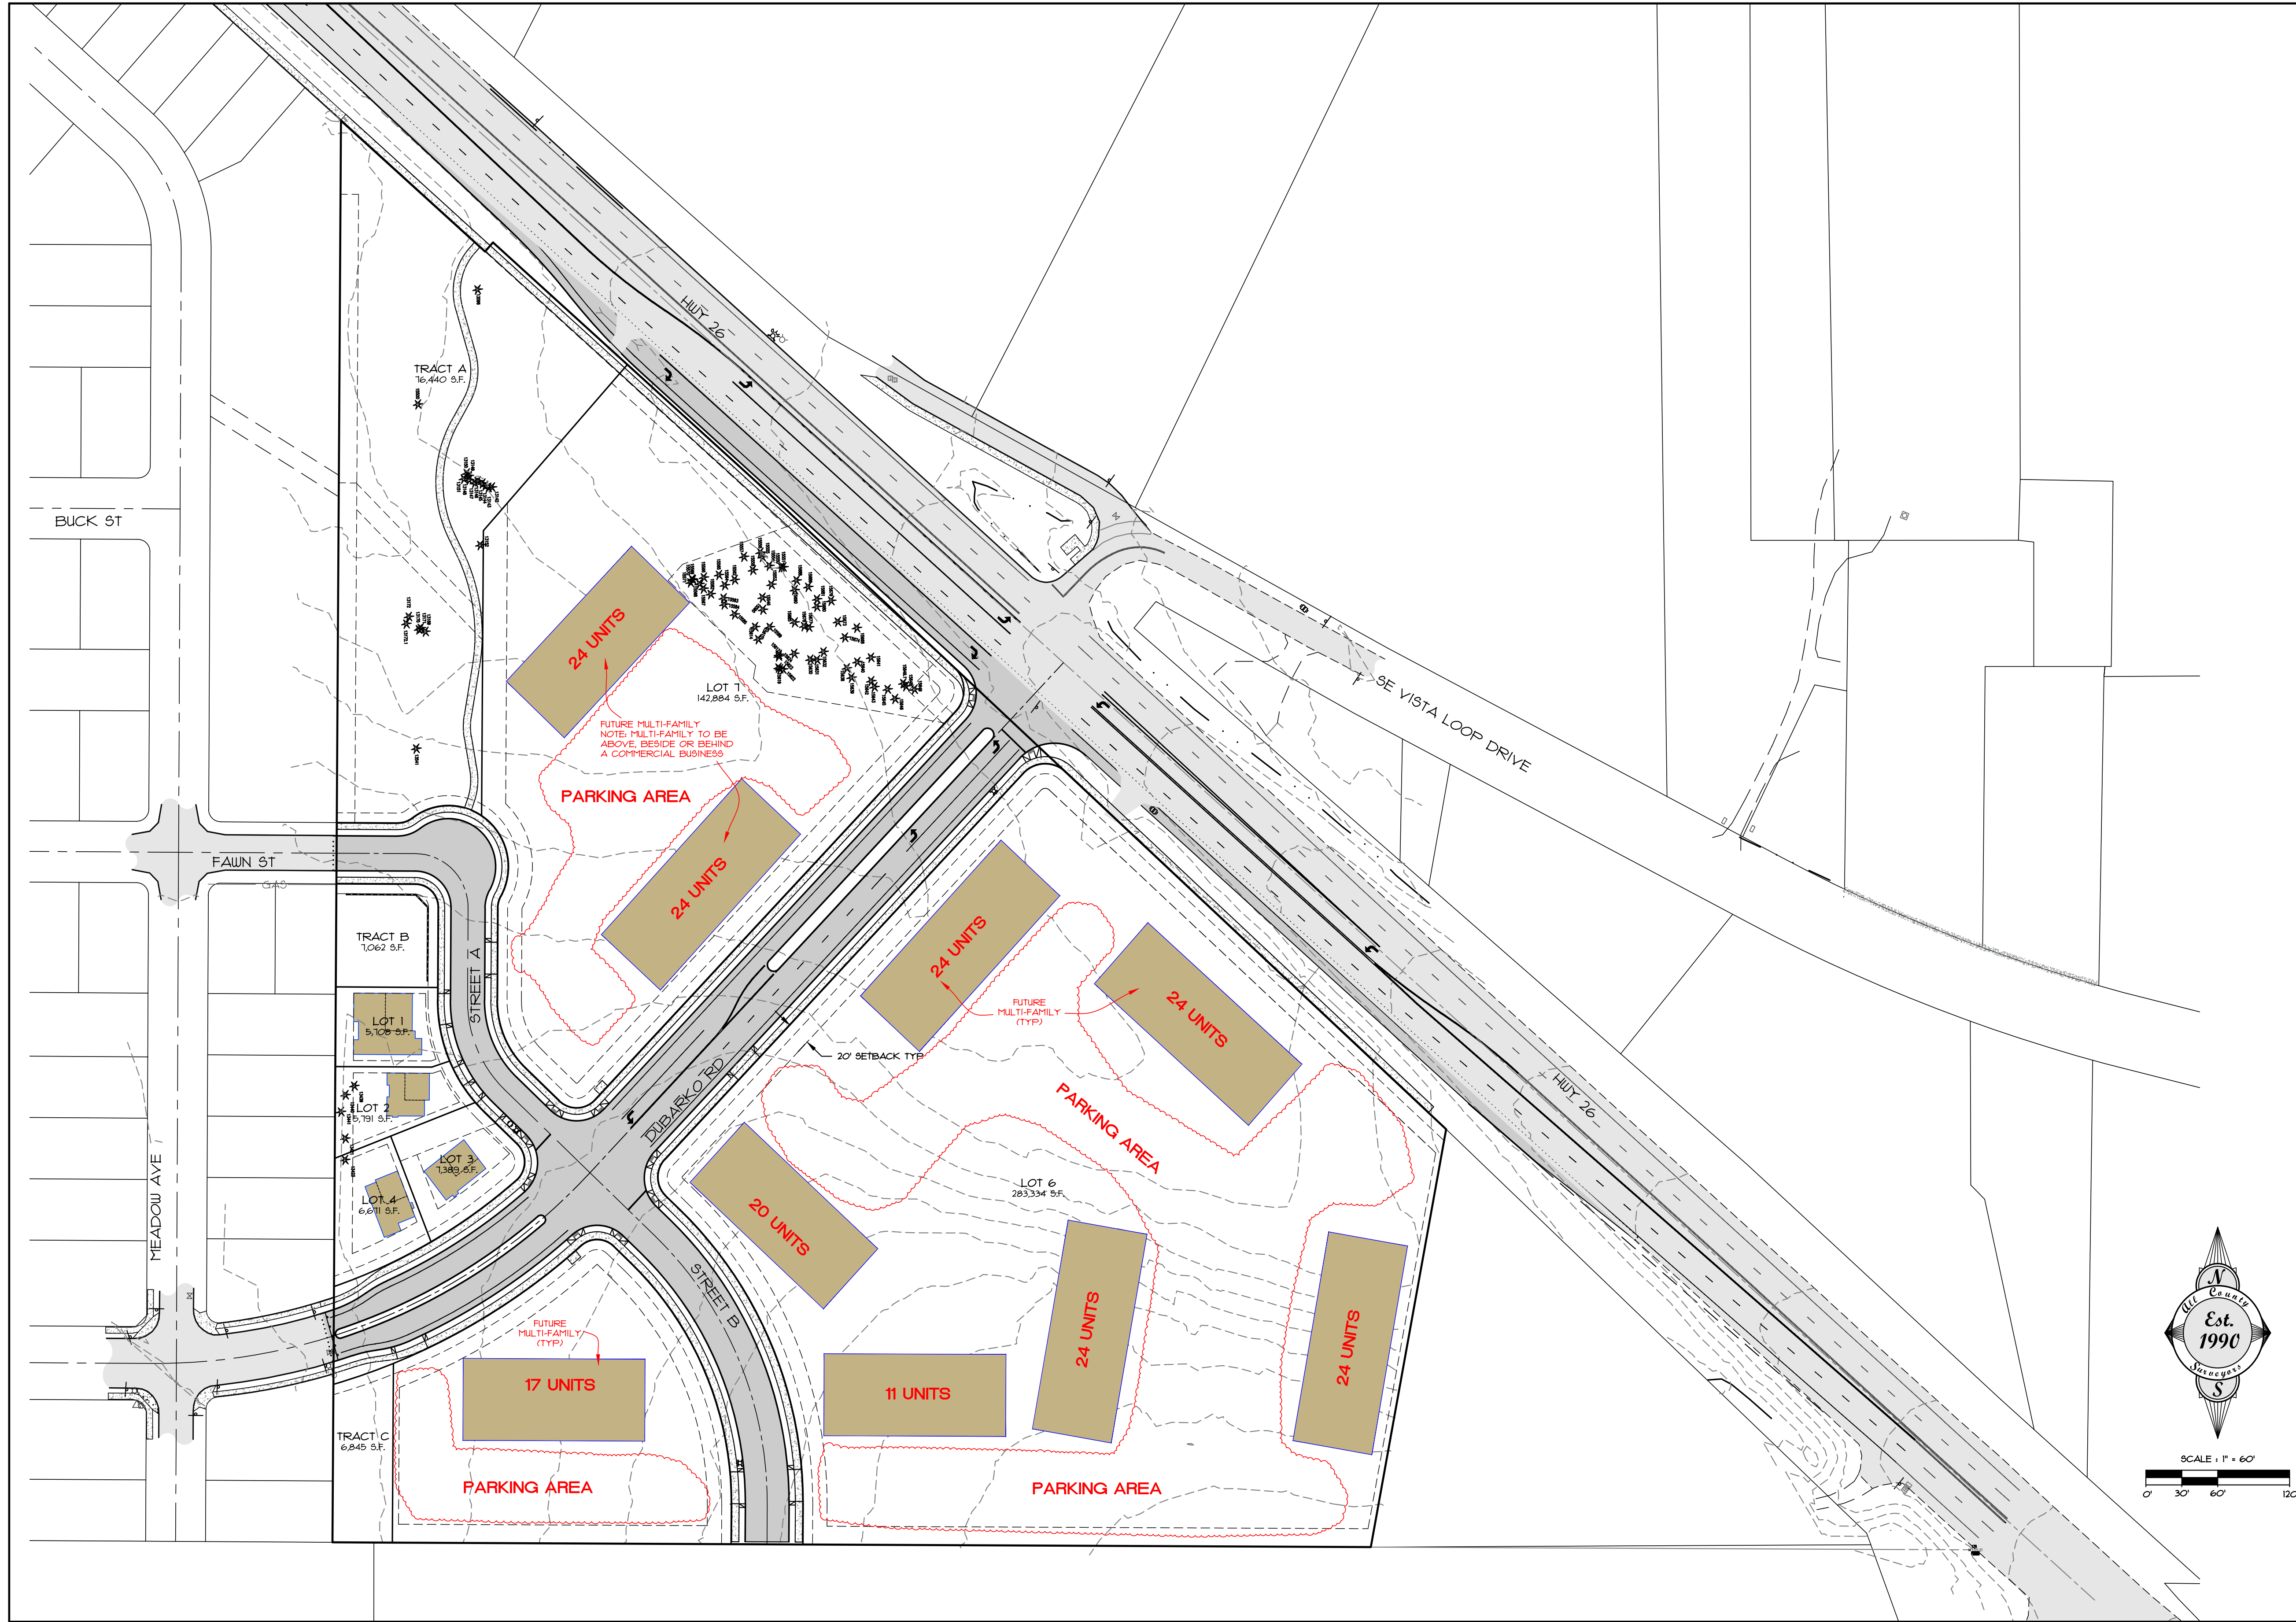 HWY 26
TRACT A
76,440 S.F.
BUCK ST
SE VISTA LOOP DRIVE
24 UNITS
LOT 7
142,884 S.F.
FUTURE MULTI-FAMILY
NOTE: MULTI-FAMILY TO BE
ABOVE, BESIDE OR BEHIND
A COMMERCIAL BUSINESS
PARKING AREA
24 UNITS
FAWN ST
GAS
TRACT B
7,062 S.F.
STREET A
24 UNITS
24 UNITS
FUTURE
MULTI-FAMILY
(TYP.)
LOT 1
5,708 S.F.
20' SETBACK TYP.
DUBARKO RD
HWY 26
PARKING AREA
LOT 2
5,791 S.F.
LOT 3
7,389 S.F.
LOT 4
6,671 S.F.
MEADOW AVE
LOT 6
283,334 S.F.
20 UNITS
STREET B
FUTURE
MULTI-FAMILY
(TYP.)
17 UNITS
11 UNITS
24 UNITS
24 UNITS
TRACT C
6,845 S.F.
PARKING AREA
PARKING AREA
N
All County
Est.
1990
Surveyors
S
SCALE : 1" = 60'
0' 30' 60' 120